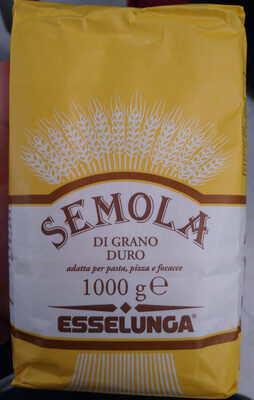 SEMOLA
DI GRANO
DURO
adatta per pasta, pizza e focacce
1000 g ℮
ESSELUNGA®